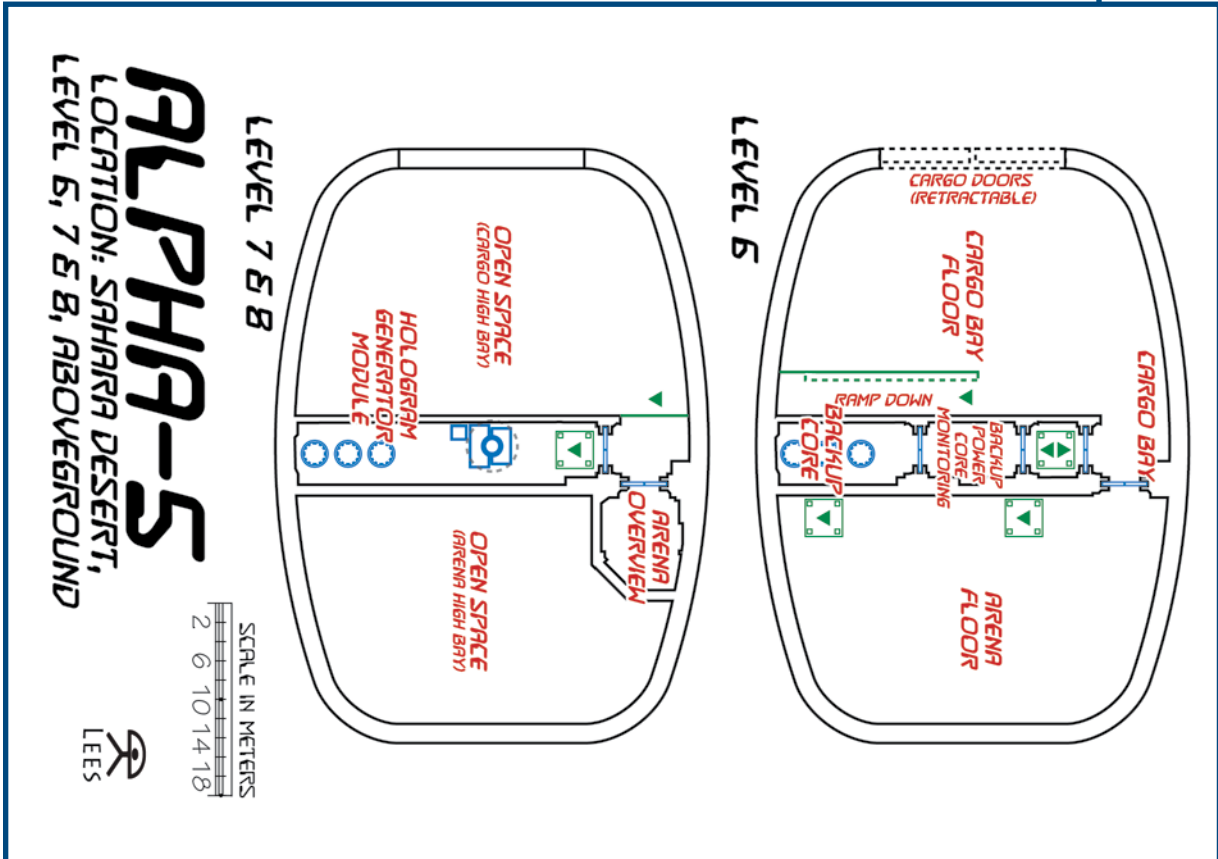 ALPHA-5
LOCATION: SAHARA DESERT,
LEVEL 6, 7 & 8, ABOVEGROUND
LEVEL 7 & 8
OPEN SPACE
(CARGO HIGH BAY)
HOLOGRAM
GENERATOR
MODULE
ARENA
OVERVIEW
OPEN SPACE
(ARENA HIGH BAY)
LEVEL 6
CARGO DOORS
(RETRACTABLE)
CARGO BAY
FLOOR
CARGO BAY
RAMP DOWN
BACKUP
CORE
BACKUP
POWER
CORE
MONITORING
ARENA
FLOOR
SCALE IN METERS
2 6 10 14 18
LEES